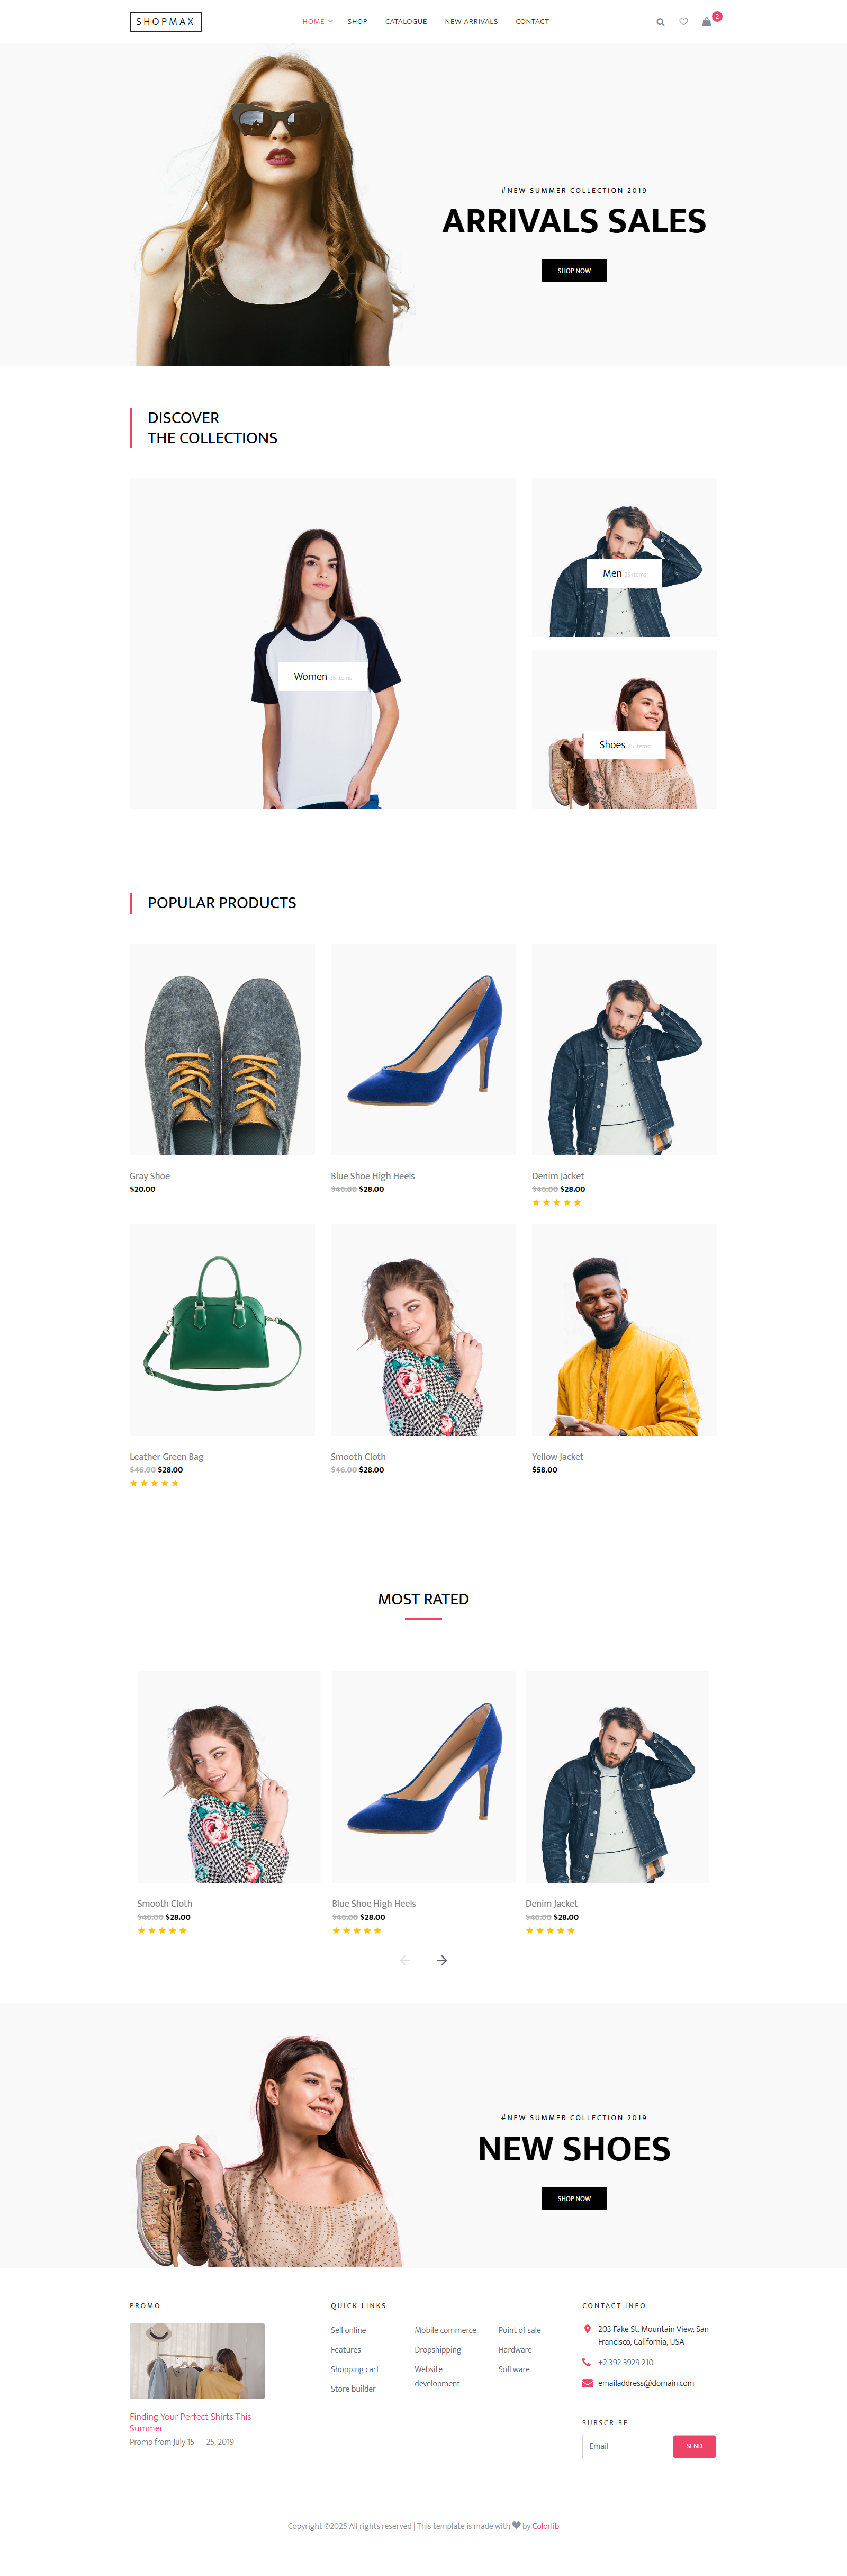 SHOPMAX
HOME
SHOP
CATALOGUE
NEW ARRIVALS
CONTACT
2
#NEW SUMMER COLLECTION 2019
ARRIVALS SALES
SHOP NOW
DISCOVER
THE COLLECTIONS
Women 25 items
Men 25 items
Shoes 25 items
POPULAR PRODUCTS
Gray Shoe
$20.00
Blue Shoe High Heels
$46.00 $28.00
Denim Jacket
$46.00 $28.00
Leather Green Bag
$46.00 $28.00
Smooth Cloth
$46.00 $28.00
Yellow Jacket
$58.00
MOST RATED
Smooth Cloth
$46.00 $28.00
Blue Shoe High Heels
$46.00 $28.00
Denim Jacket
$46.00 $28.00
#NEW SUMMER COLLECTION 2019
NEW SHOES
SHOP NOW
PROMO
Finding Your Perfect Shirts This
Summer
Promo from July 15 — 25, 2019
QUICK LINKS
Sell online
Features
Shopping cart
Store builder
Mobile commerce
Dropshipping
Website
development
Point of sale
Hardware
Software
CONTACT INFO
203 Fake St. Mountain View, San
Francisco, California, USA
+2 392 3929 210
emailaddress@domain.com
SUBSCRIBE
Email
SEND
Copyright ©2025 All rights reserved | This template is made with by Colorlib